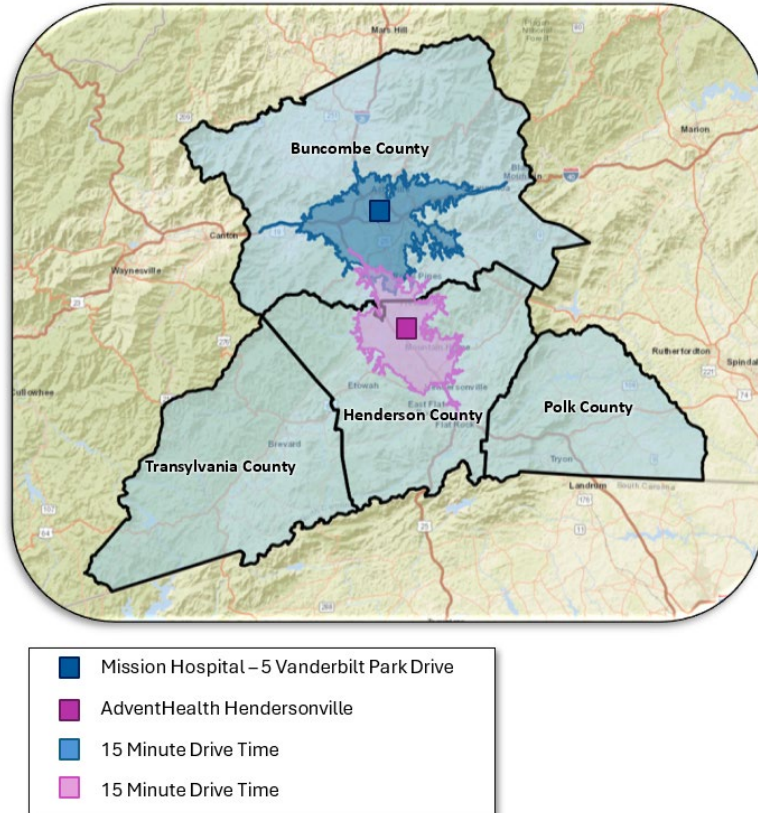 Mars Hill
Marion
Buncombe County
Canton
Waynesville
Rutherfordton
Etowah
Henderson County
Polk County
Flat Rock
Brevard
Transylvania County
Tryon
Landrum South Carolina
Mission Hospital – 5 Vanderbilt Park Drive
AdventHealth Hendersonville
15 Minute Drive Time
15 Minute Drive Time